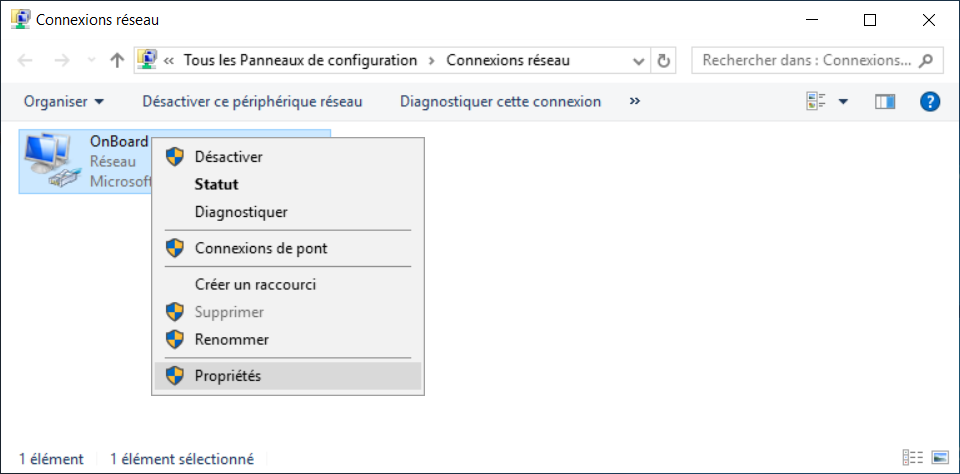 Connexions réseau
« Tous les Panneaux de configuration > Connexions réseau
Rechercher dans : Connexions...
Organiser
Désactiver ce périphérique réseau
Diagnostiquer cette connexion
»
?
OnBoard
Réseau
Microsoft
Désactiver
Statut
Diagnostiquer
Connexions de pont
Créer un raccourci
Supprimer
Renommer
Propriétés
1 élément
1 élément sélectionné